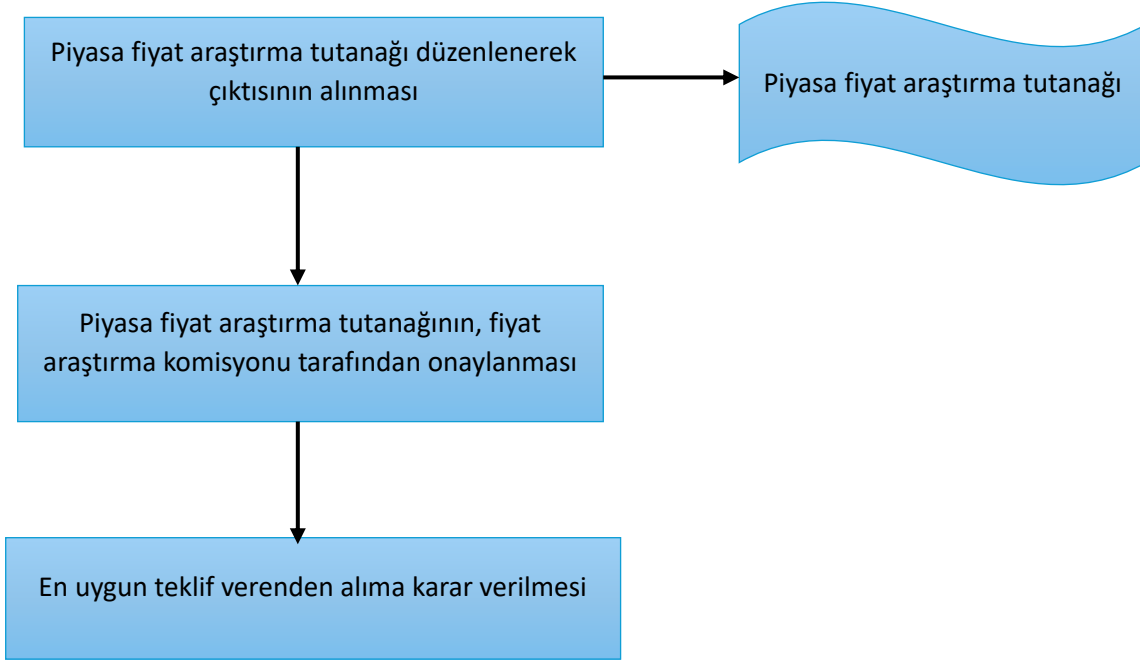 Piyasa fiyat araştırma tutanağı düzenlenerek
çıktısının alınması
Piyasa fiyat araştırma tutanağı
Piyasa fiyat araştırma tutanağının, fiyat
araştırma komisyonu tarafından onaylanması
En uygun teklif verenden alıma karar verilmesi